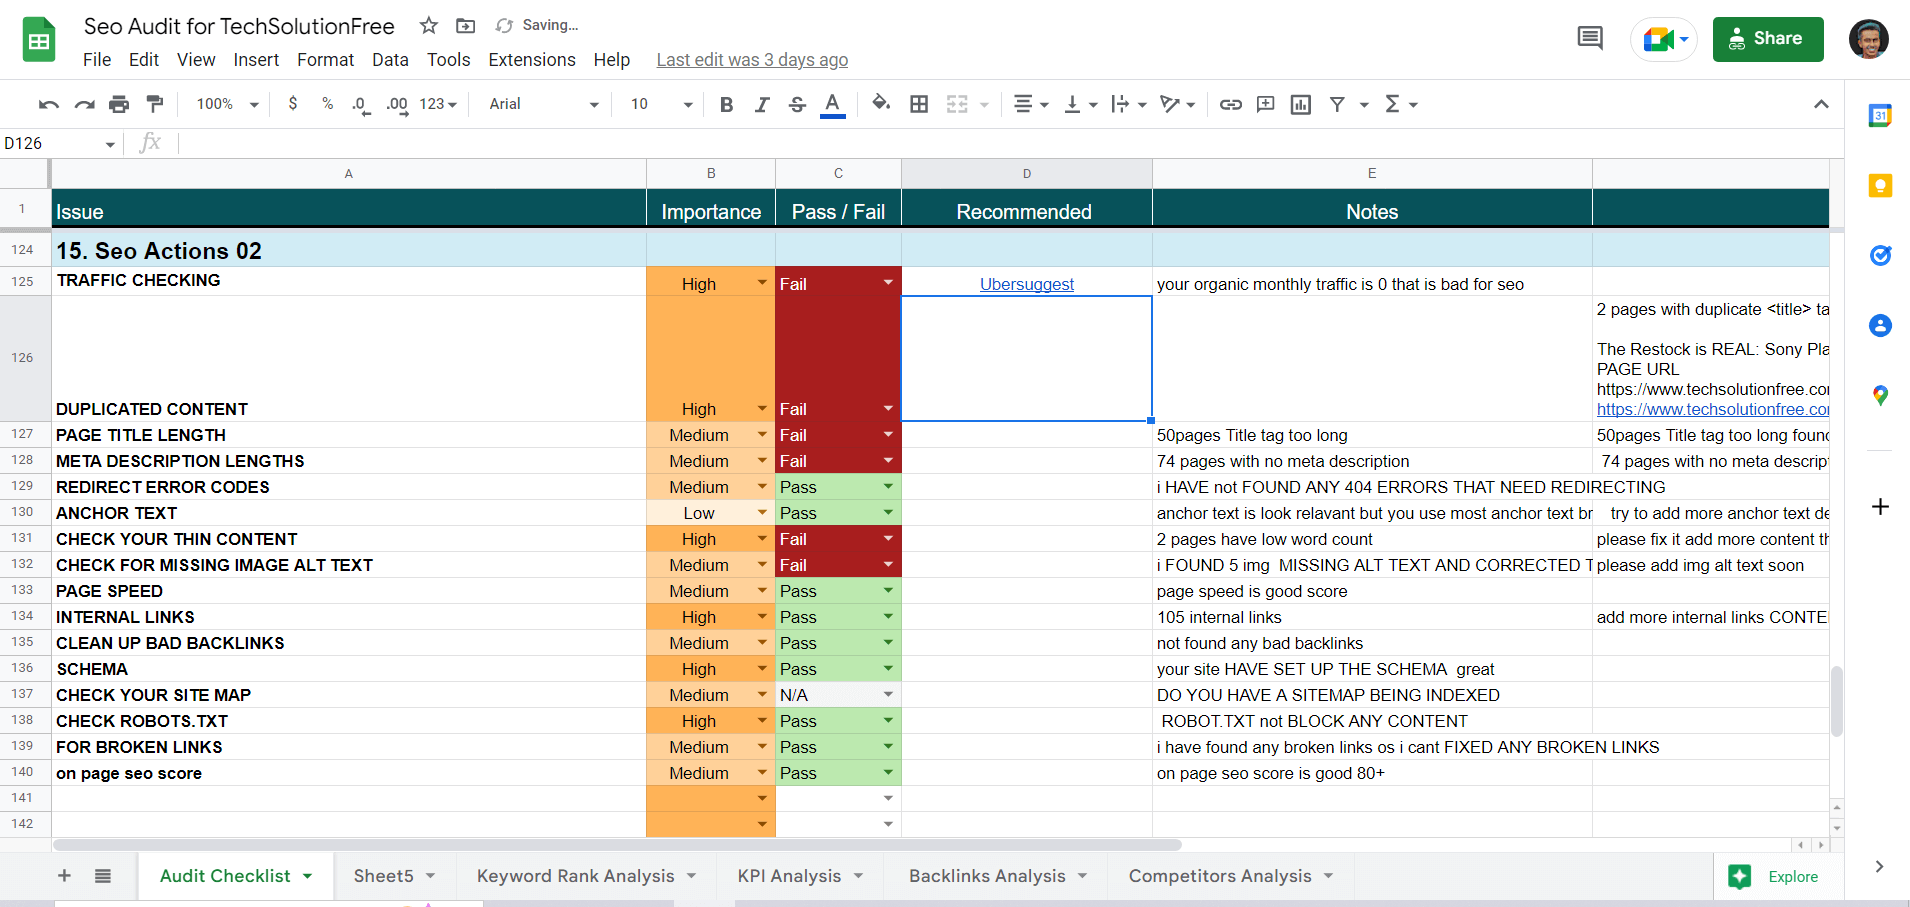 Seo Audit for TechSolutionFree Saving...
File Edit View Insert Format Data Tools Extensions Help Last edit was 3 days ago
Share
100% $ % .0 .00 123 Arial 10 B I S A
31
D126 fx
A B C D E
1 Issue Importance Pass / Fail Recommended Notes
124 15. Seo Actions 02
125 TRAFFIC CHECKING High Fail Ubersuggest your organic monthly traffic is 0 that is bad for seo
2 pages with duplicate <title> ta
The Restock is REAL: Sony Pla
PAGE URL
https://www.techsolutionfree.co
126 DUPLICATED CONTENT High Fail https://www.techsolutionfree.co
127 PAGE TITLE LENGTH Medium Fail 50pages Title tag too long 50pages Title tag too long found
128 META DESCRIPTION LENGTHS Medium Fail 74 pages with no meta description 74 pages with no meta descript
129 REDIRECT ERROR CODES Medium Pass i HAVE not FOUND ANY 404 ERRORS THAT NEED REDIRECTING
130 ANCHOR TEXT Low Pass anchor text is look relavant but you use most anchor text br try to add more anchor text de
131 CHECK YOUR THIN CONTENT High Fail 2 pages have low word count please fix it add more content th
132 CHECK FOR MISSING IMAGE ALT TEXT Medium Fail i FOUND 5 img MISSING ALT TEXT AND CORRECTED T please add img alt text soon
133 PAGE SPEED Medium Pass page speed is good score
134 INTERNAL LINKS High Pass 105 internal links add more internal links CONTE
135 CLEAN UP BAD BACKLINKS Medium Pass not found any bad backlinks
136 SCHEMA High Pass your site HAVE SET UP THE SCHEMA great
137 CHECK YOUR SITE MAP Medium N/A DO YOU HAVE A SITEMAP BEING INDEXED
138 CHECK ROBOTS.TXT High Pass ROBOT.TXT not BLOCK ANY CONTENT
139 FOR BROKEN LINKS Medium Pass i have found any broken links os i cant FIXED ANY BROKEN LINKS
140 on page seo score Medium Pass on page seo score is good 80+
141
142
Audit Checklist Sheet5 Keyword Rank Analysis KPI Analysis Backlinks Analysis Competitors Analysis Explore